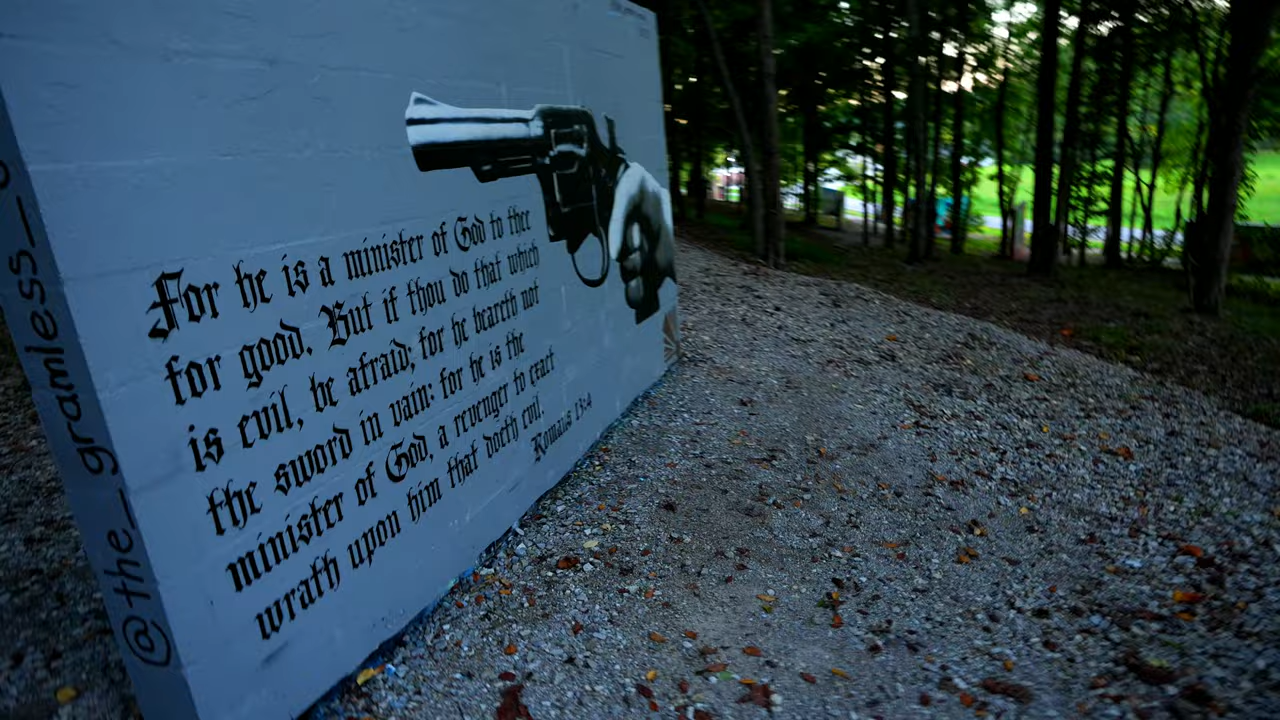 For he is a minister of God to thee
for good. But if thou do that which
is evil, be afraid; for he beareth not
the sword in vain: for he is the
minister of God, a revenger to exact
wrath upon him that doeth evil.
Romans 13:4
@the_gramless_